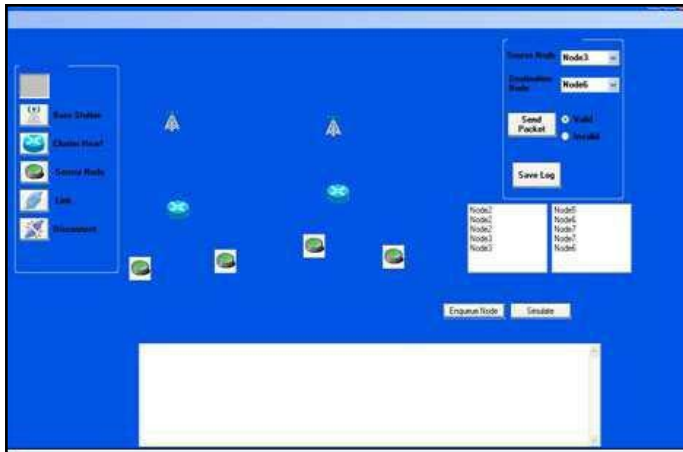 Base Station
Cluster Head
Sensor Node
Link
Disconnect
Source Node
Node3
Destination
Node
Node6
Send
Packet
Valid
Invalid
Save Log
Node2
Node2
Node2
Node3
Node3
Node5
Node6
Node7
Node7
Node6
Enqueue Node
Simulate